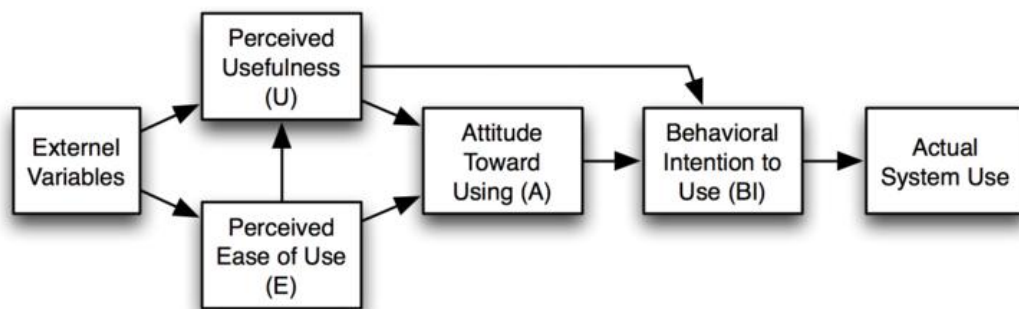 Externel
Variables
Perceived
Usefulness
(U)
Perceived
Ease of Use
(E)
Attitude
Toward
Using (A)
Behavioral
Intention to
Use (BI)
Actual
System Use